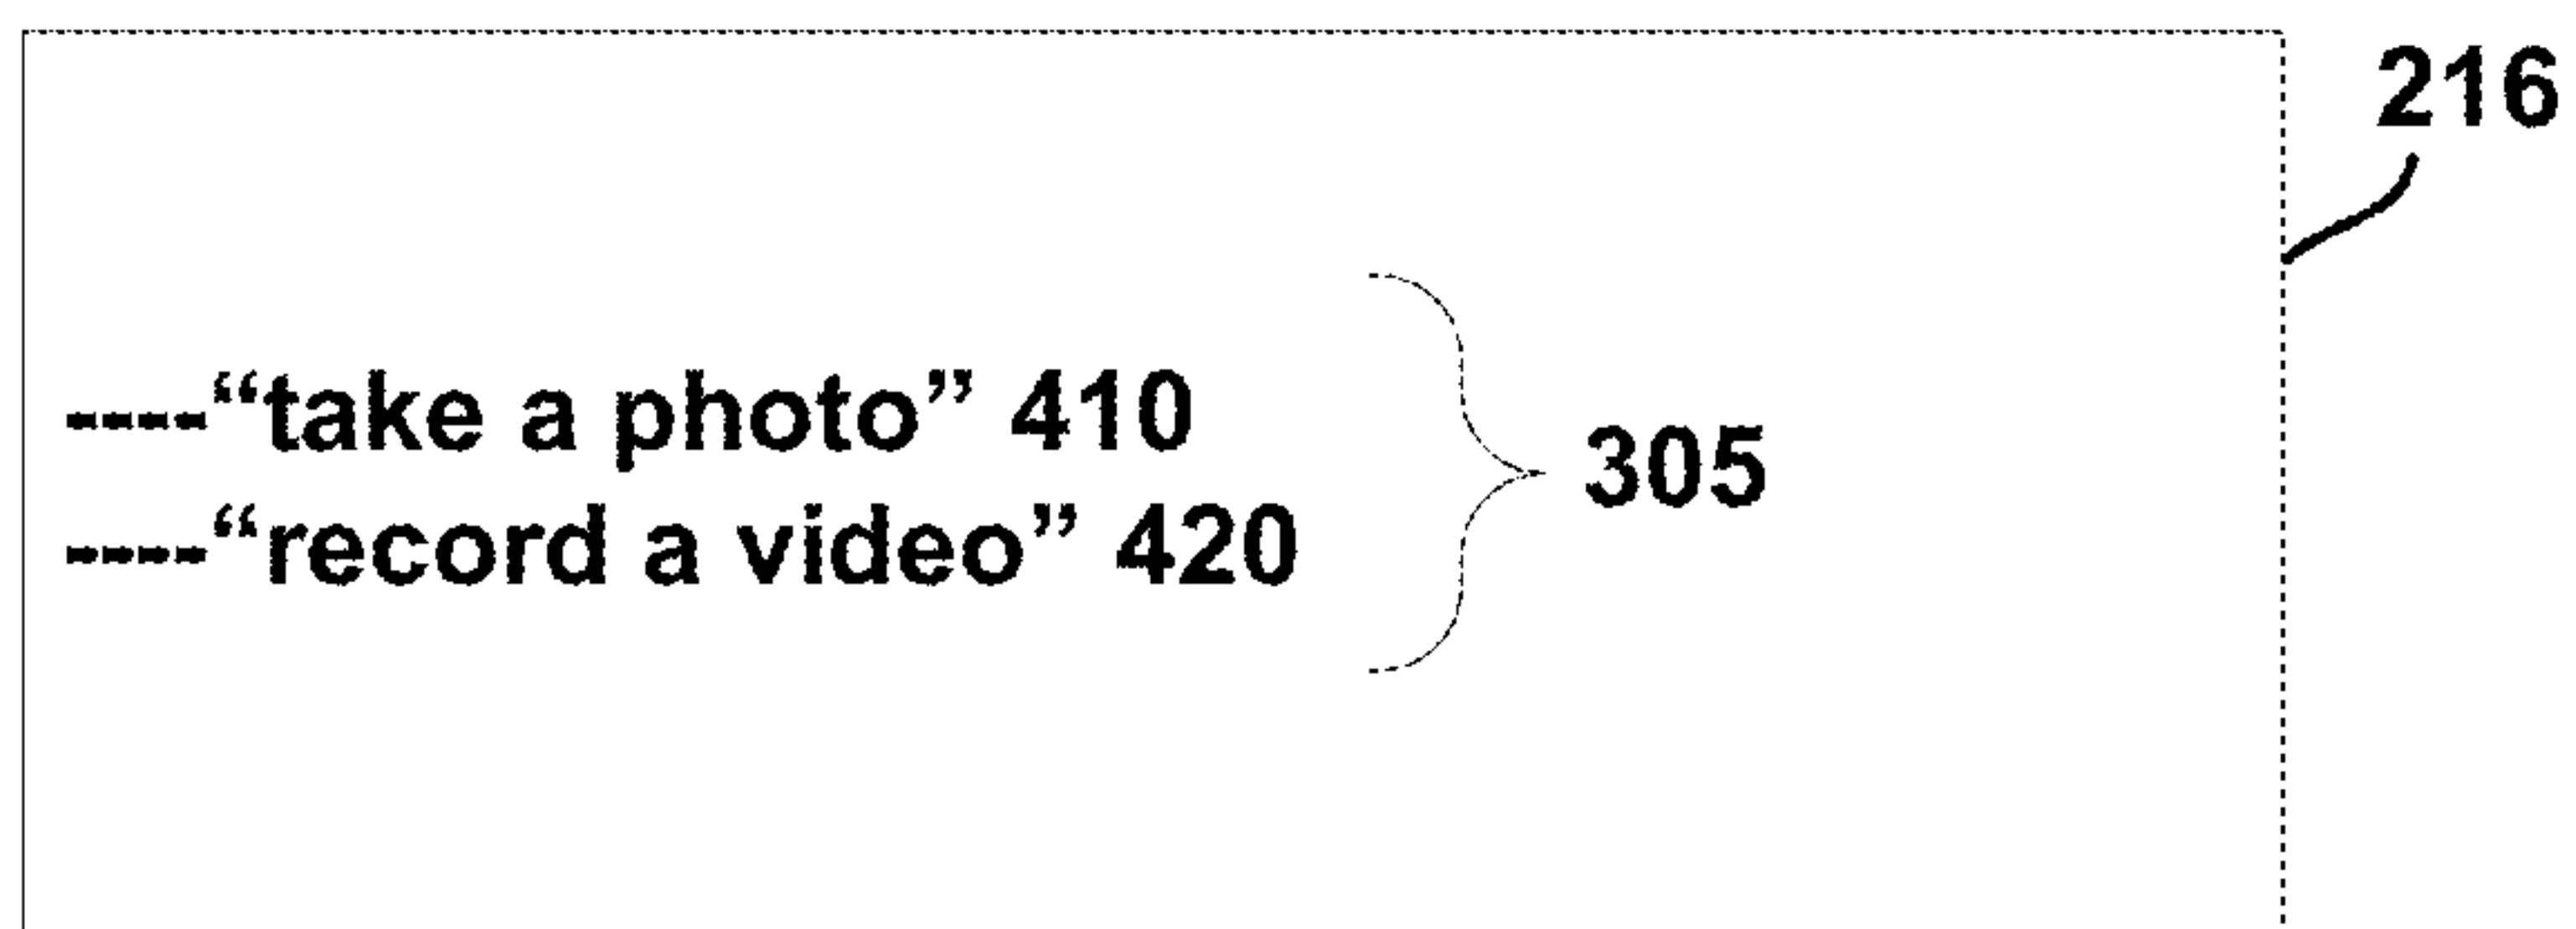 216
----“take a photo” 410
305
----“record a video” 420